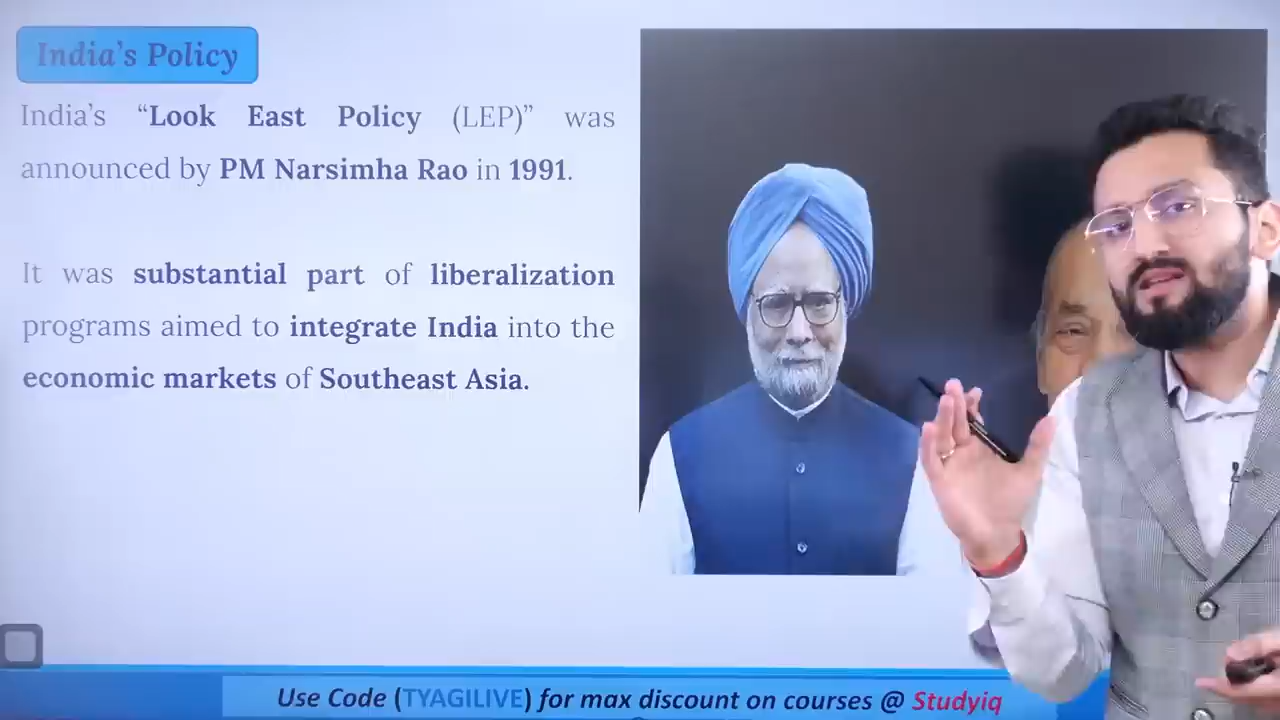 India’s Policy
India’s “Look East Policy (LEP)” was
announced by PM Narsimha Rao in 1991.
It was substantial part of liberalization
programs aimed to integrate India into the
economic markets of Southeast Asia.
Use Code (TYAGILIVE) for max discount on courses @ Studyiq